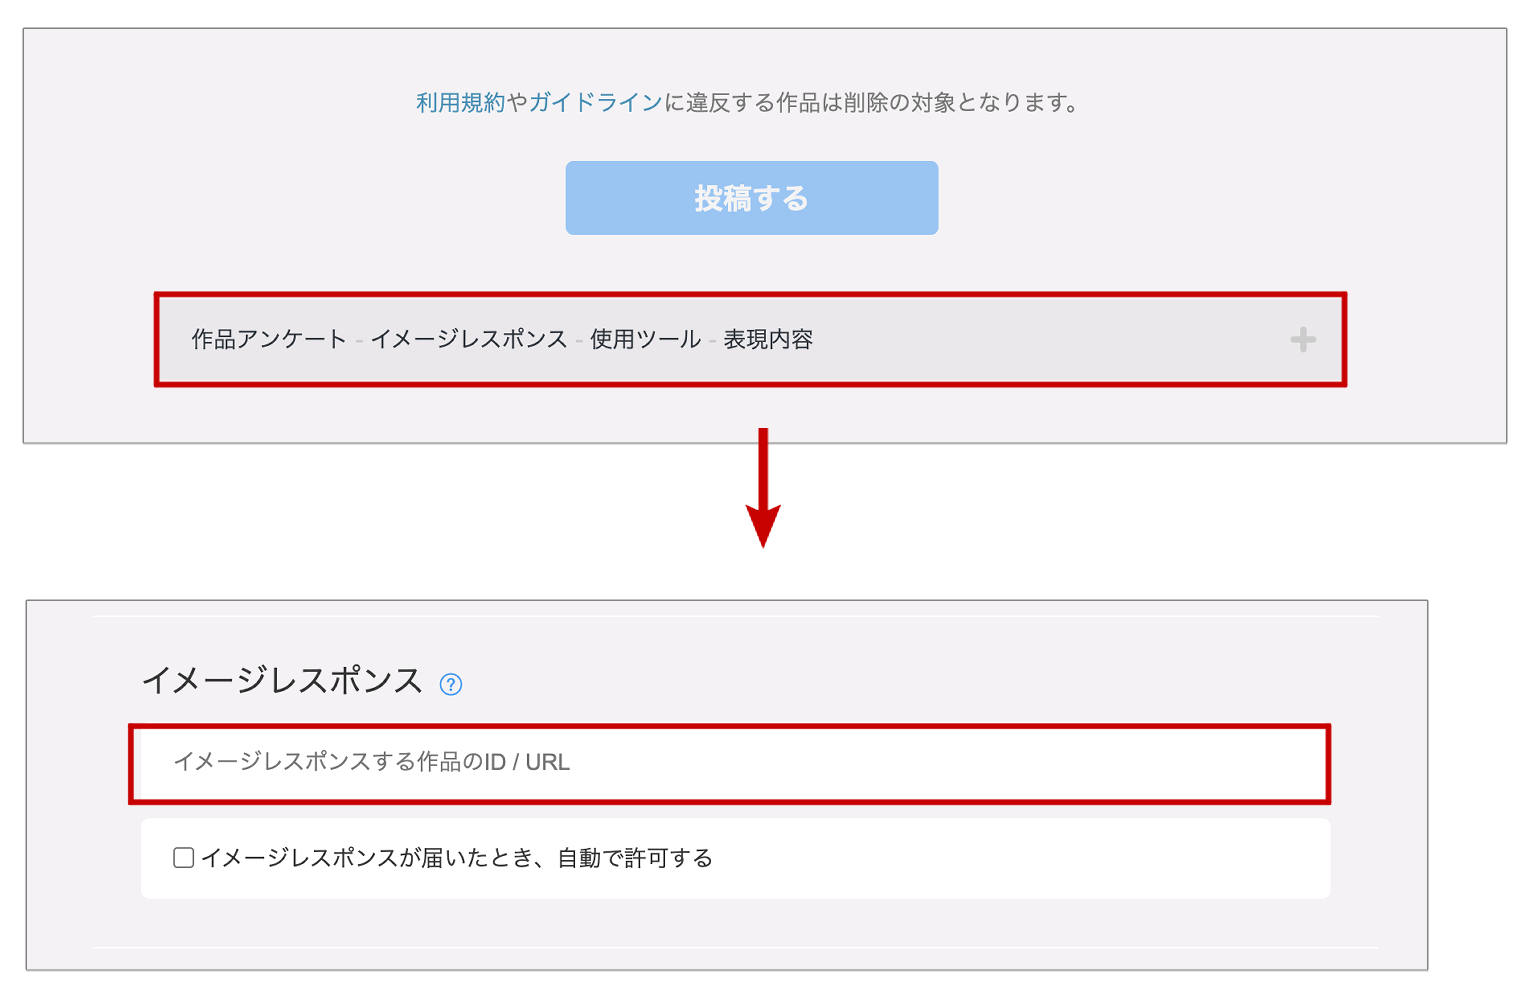 利用規約やガイドラインに違反する作品は削除の対象となります。
投稿する
作品アンケート - イメージレスポンス - 使用ツール - 表現内容
イメージレスポンス ?
イメージレスポンスする作品のID / URL
イメージレスポンスが届いたとき、自動で許可する